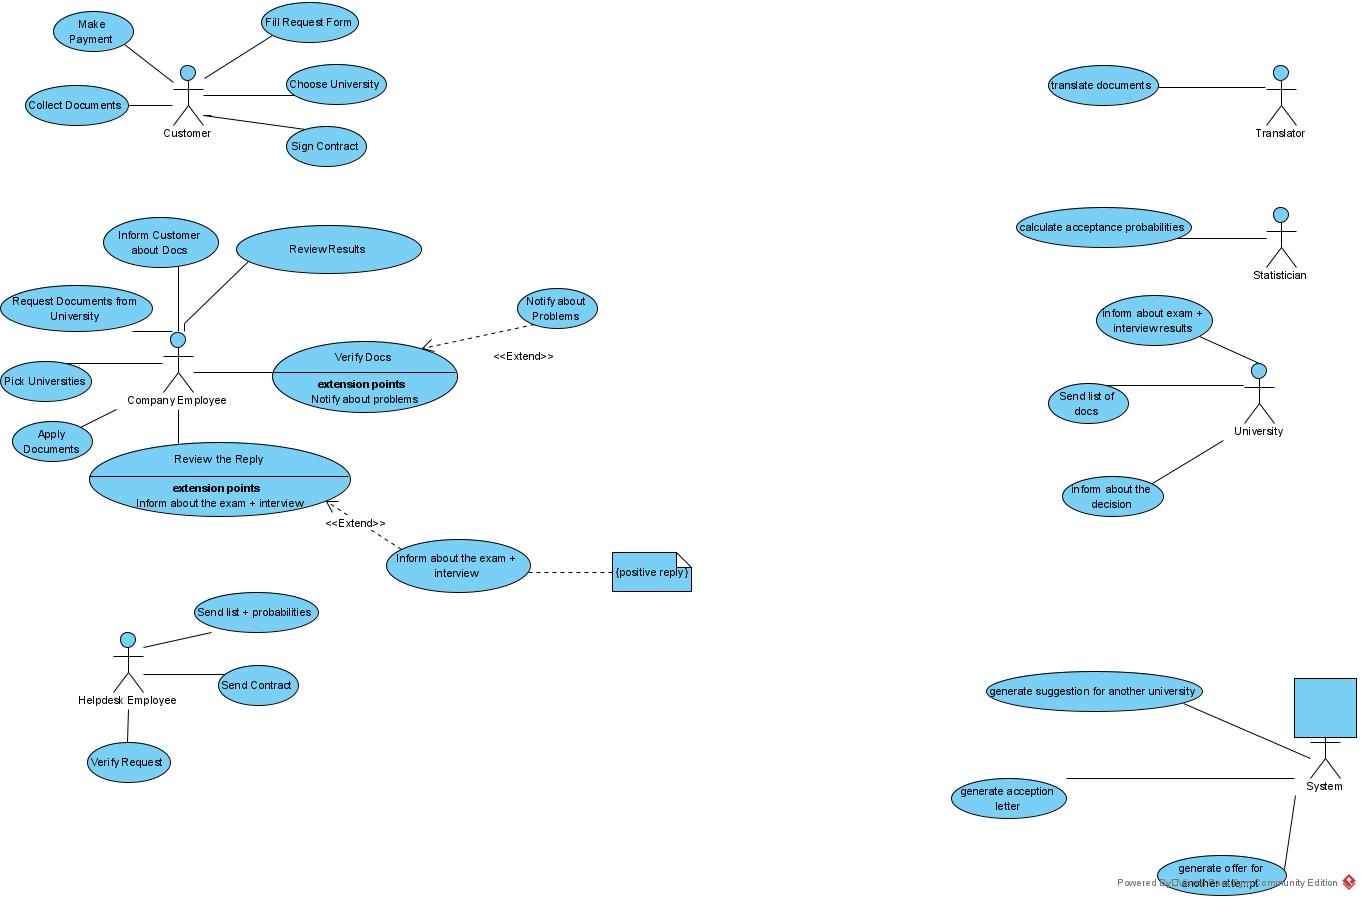 Make
Payment
Fill Request Form
Choose University
Collect Documents
Customer
Sign Contract
translate documents
Translator
calculate acceptance probabilities
Statistician
Inform Customer
about Docs
Review Results
Request Documents from
University
Notify about
Problems
<<Extend>>
Verify Docs
extension points
Notify about problems
Pick Universities
Company Employee
Apply
Documents
Review the Reply
extension points
Inform about the exam + interview
<<Extend>>
Inform about the exam +
interview
{positive reply}
inform about exam +
interview results
Send list of
docs
University
inform about the
decision
Send list + probabilities
Send Contract
Helpdesk Employee
Verify Request
generate suggestion for another university
System
generate acception
letter
generate offer for
another attempt
Powered By Visual Paradigm Community Edition